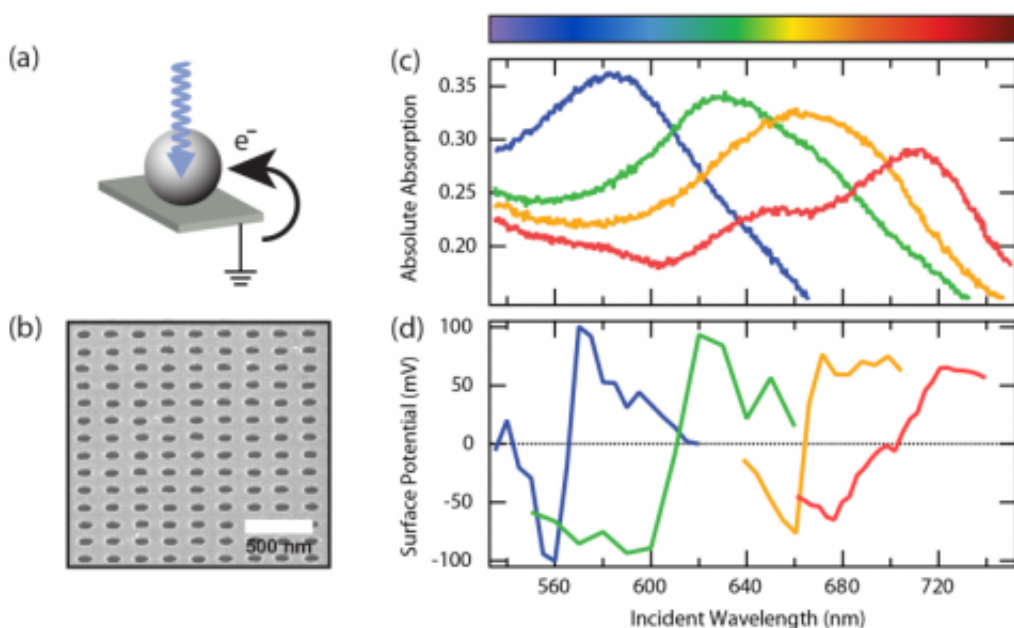 (a)
e⁻
(b)
500 nm
(c)
Absolute Absorption
0.35
0.30
0.25
0.20
(d)
Surface Potential (mV)
100
50
0
-50
-100
560
600
640
680
720
Incident Wavelength (nm)